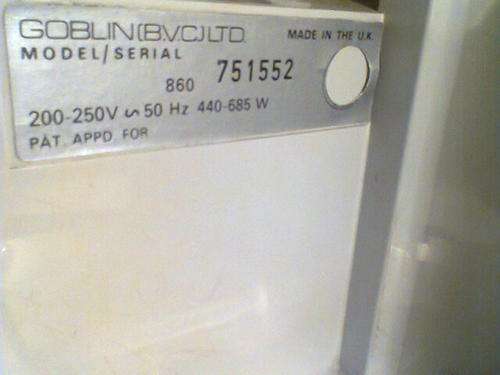 GOBLIN (B.V.C.) LTD. MADE IN THE U.K.
MODEL/SERIAL
860 751552
200-250V ∿ 50 Hz 440-685 W
PAT. APPD. FOR